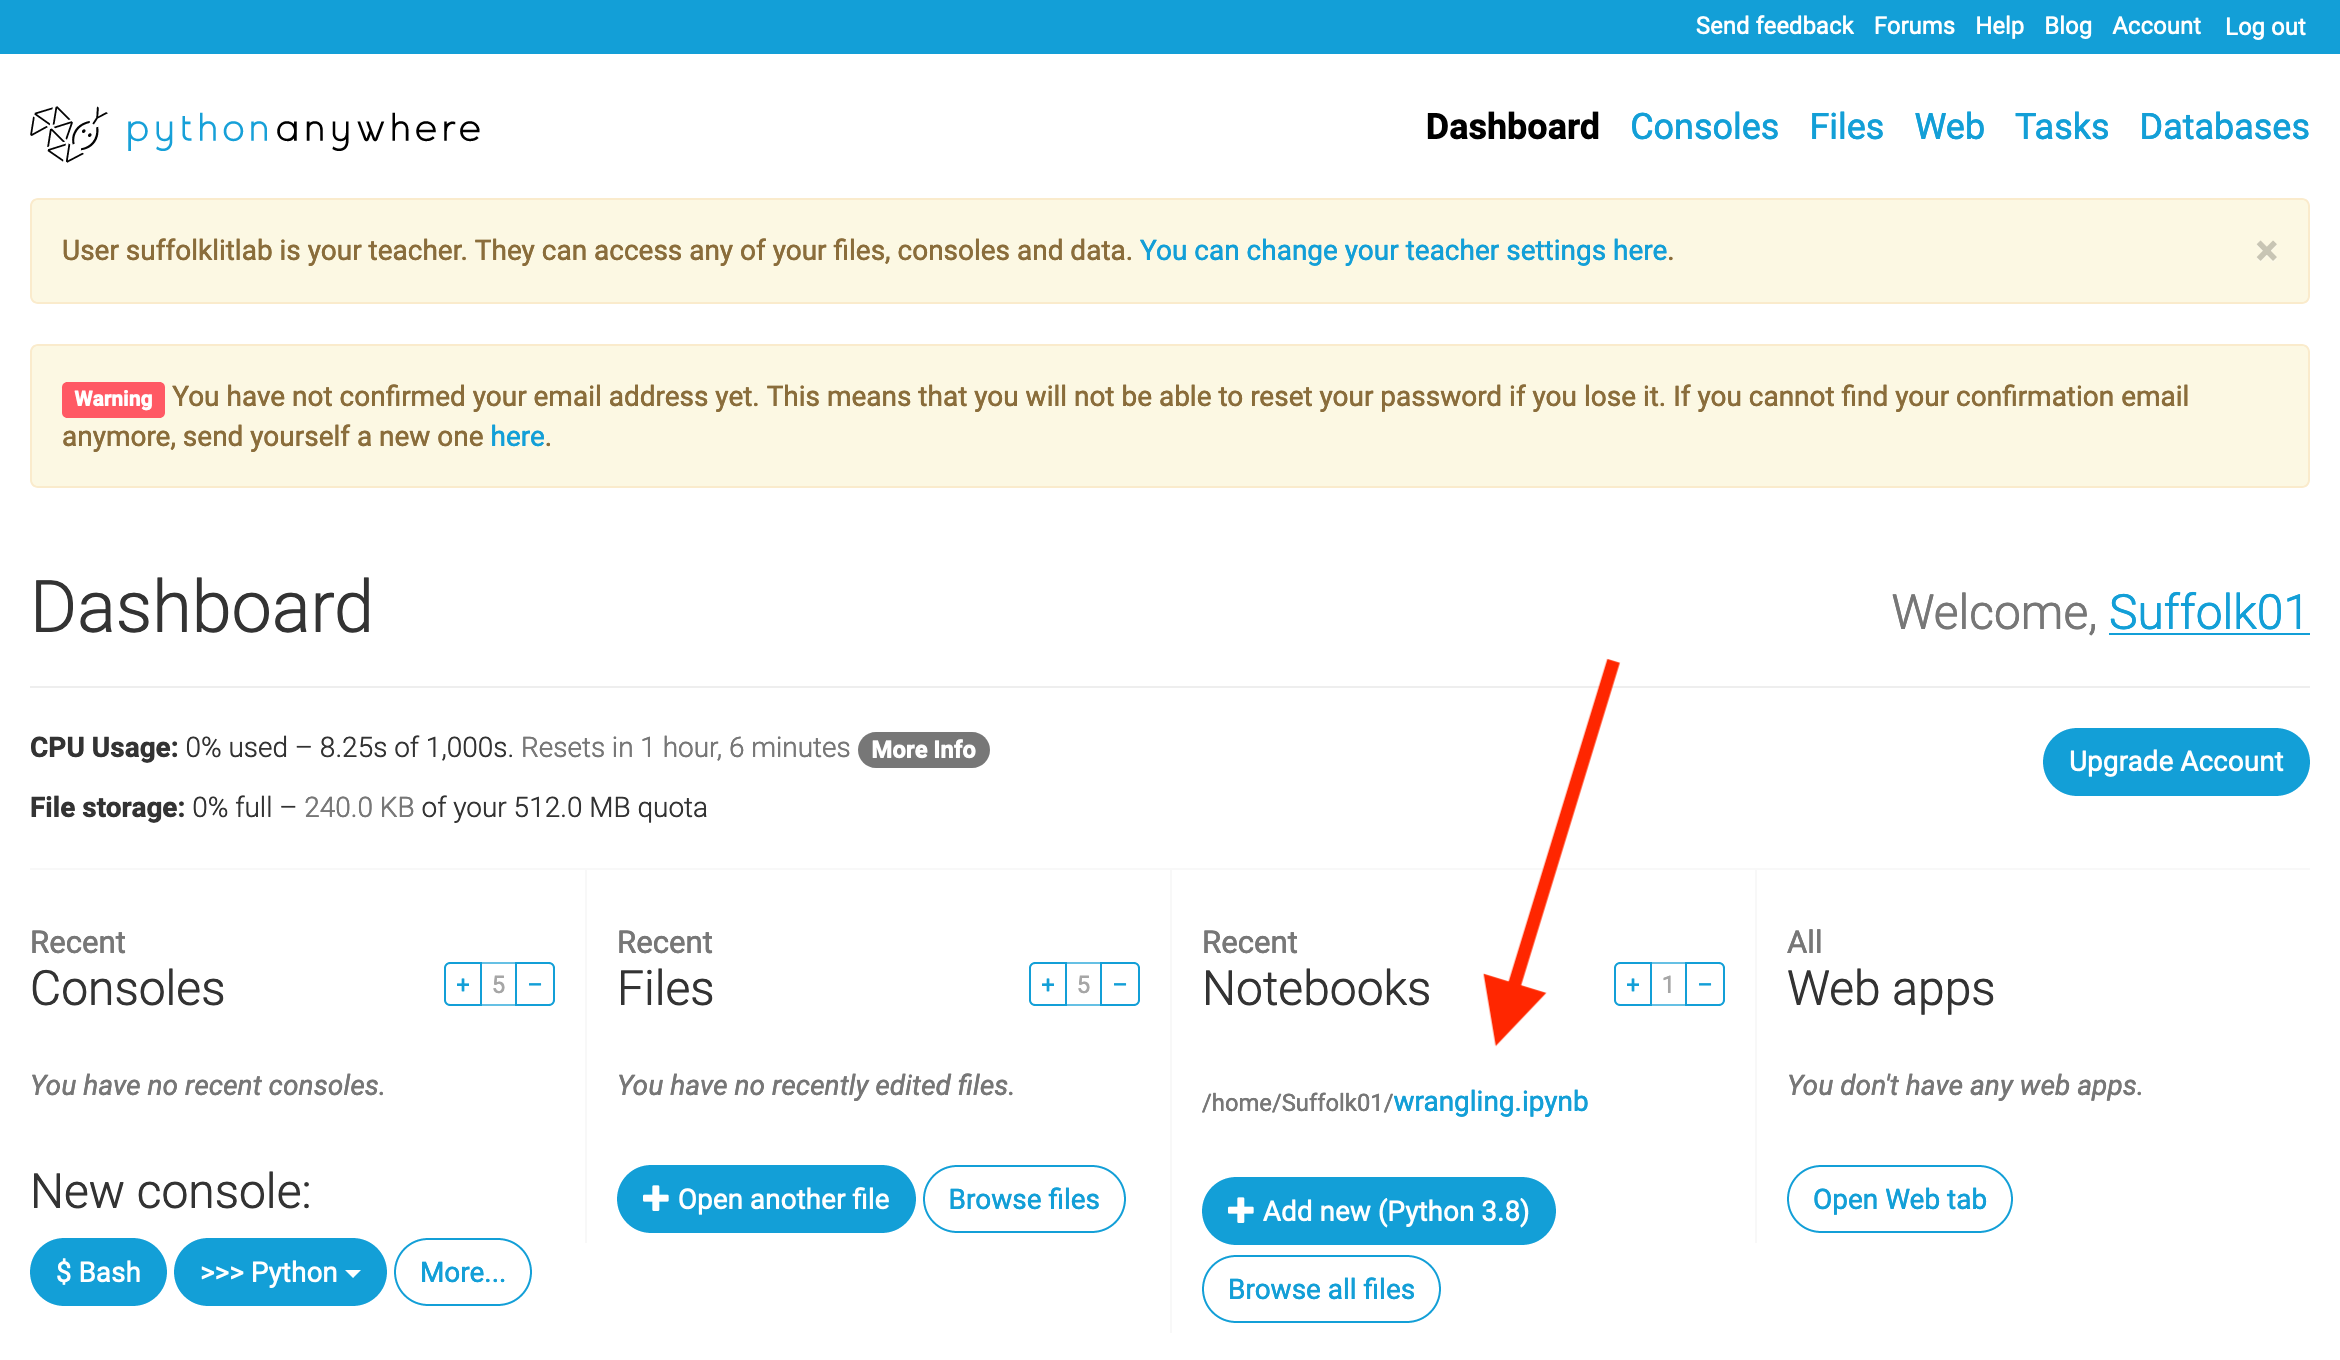 Send feedback Forums Help Blog Account Log out
pythonanywhere
Dashboard Consoles Files Web Tasks Databases
User suffolklitlab is your teacher. They can access any of your files, consoles and data. You can change your teacher settings here.
×
Warning You have not confirmed your email address yet. This means that you will not be able to reset your password if you lose it. If you cannot find your confirmation email
anymore, send yourself a new one here.
Dashboard
Welcome, Suffolk01
CPU Usage: 0% used – 8.25s of 1,000s. Resets in 1 hour, 6 minutes More Info
Upgrade Account
File storage: 0% full – 240.0 KB of your 512.0 MB quota
Recent
Consoles
+ 5 −
You have no recent consoles.
New console:
$ Bash >>> Python More...
Recent
Files
+ 5 −
You have no recently edited files.
+ Open another file Browse files
Recent
Notebooks
+ 1 −
/home/Suffolk01/wrangling.ipynb
+ Add new (Python 3.8)
Browse all files
All
Web apps
You don't have any web apps.
Open Web tab